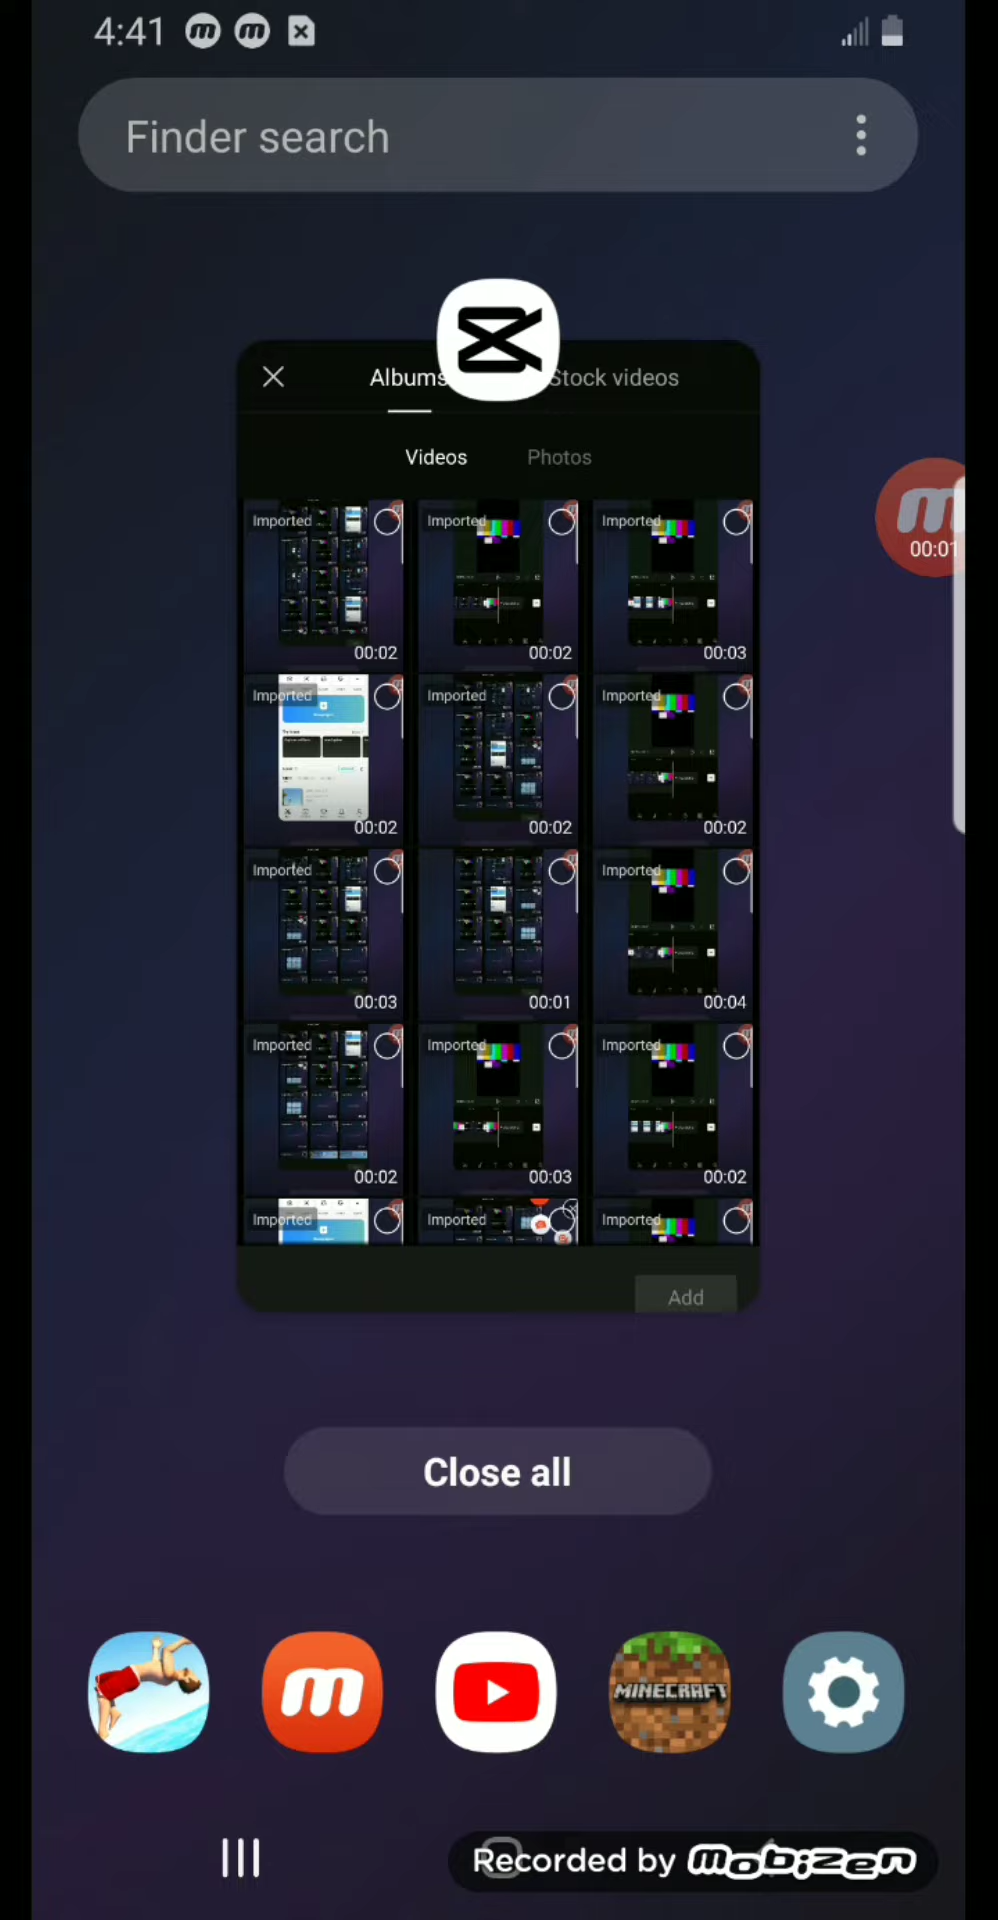 4:41
Finder search
Albums
Stock videos
Videos
Photos
00:01
Imported
Imported
Imported
00:02
00:02
00:03
Imported
Imported
Imported
00:02
00:02
00:02
Imported
Imported
Imported
00:03
00:01
00:04
Imported
Imported
Imported
00:02
00:03
00:02
Imported
Imported
Imported
Add
Close all
m
MINECRAFT
Recorded by mobizen